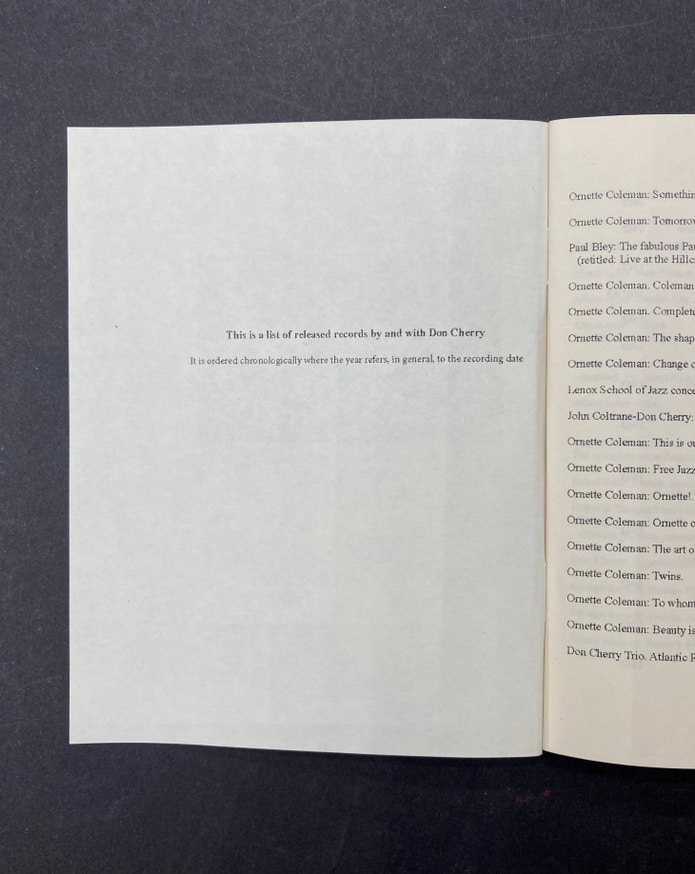 This is a list of released records by and with Don Cherry
It is ordered chronologically where the year refers, in general, to the recording date
Ornette Coleman: Somethin
Ornette Coleman: Tomorrow
Paul Bley: The fabulous Pau
(retitled: Live at the Hillc
Ornette Coleman. Coleman
Ornette Coleman. Complete
Ornette Coleman: The shap
Ornette Coleman: Change o
Lenox School of Jazz conce
John Coltrane-Don Cherry:
Ornette Coleman: This is ou
Ornette Coleman: Free Jazz
Ornette Coleman: Ornette!.
Ornette Coleman: Ornette o
Ornette Coleman: The art o
Ornette Coleman: Twins.
Ornette Coleman: To whom
Ornette Coleman: Beauty is
Don Cherry Trio. Atlantic R